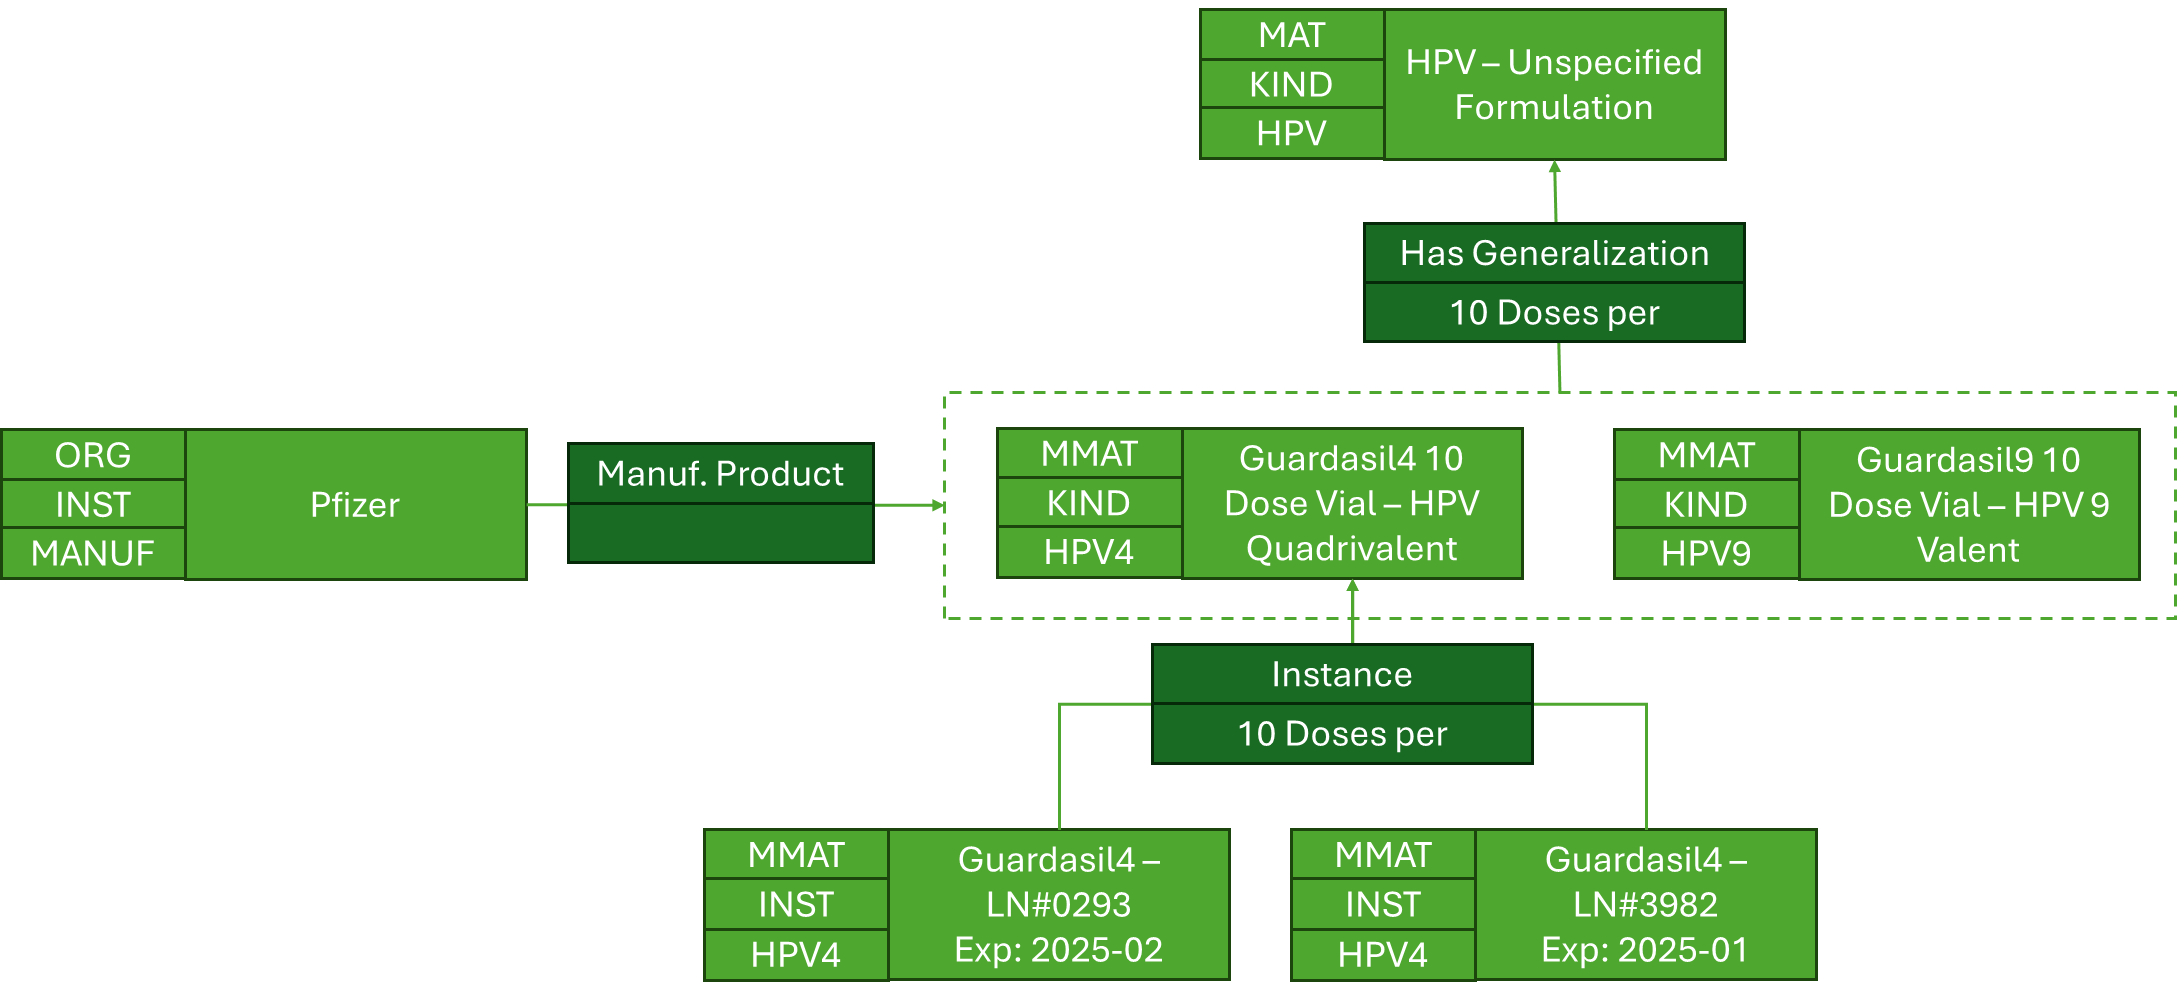 MAT
KIND
HPV
HPV – Unspecified
Formulation
Has Generalization
10 Doses per
ORG
INST
MANUF
Pfizer
Manuf. Product
MMAT
KIND
HPV4
Guardasil4 10
Dose Vial – HPV
Quadrivalent
MMAT
KIND
HPV9
Guardasil9 10
Dose Vial – HPV 9
Valent
Instance
10 Doses per
MMAT
INST
HPV4
Guardasil4 –
LN#0293
Exp: 2025-02
MMAT
INST
HPV4
Guardasil4 –
LN#3982
Exp: 2025-01